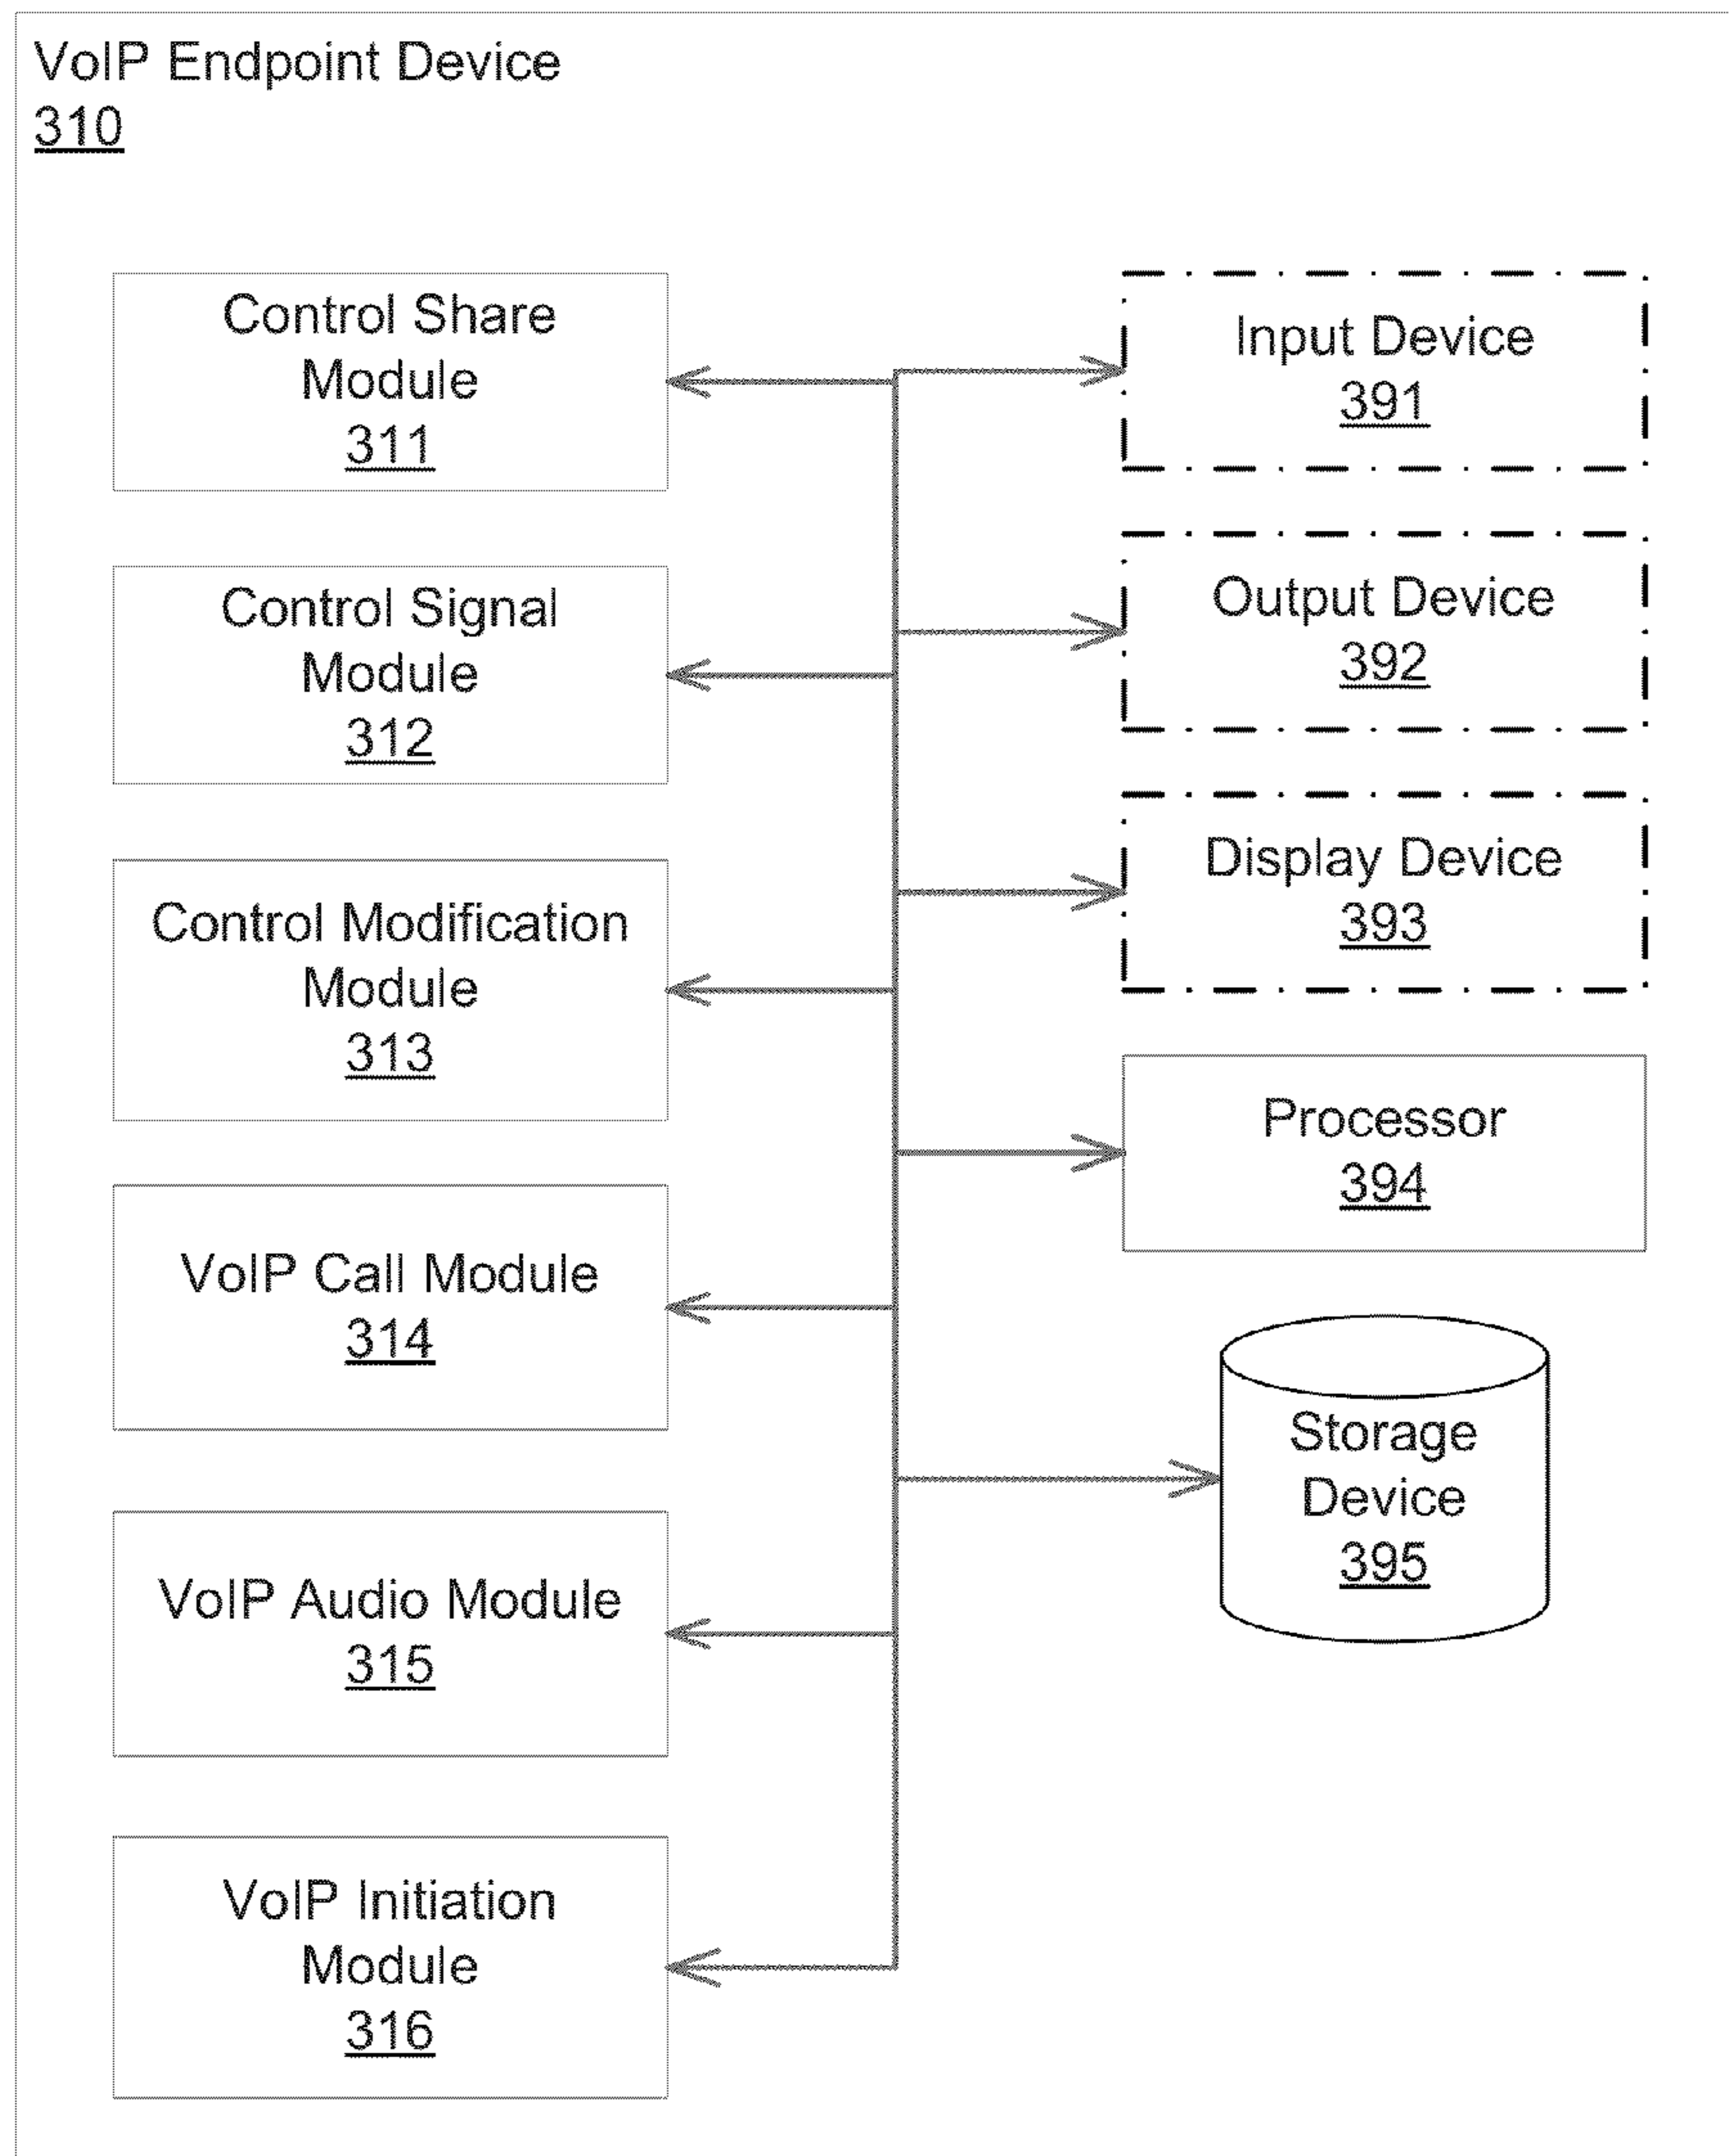 VoIP Endpoint Device
310
Control Share
Module
311
Control Signal
Module
312
Control Modification
Module
313
VoIP Call Module
314
VoIP Audio Module
315
VoIP Initiation
Module
316
Input Device
391
Output Device
392
Display Device
393
Processor
394
Storage
Device
395